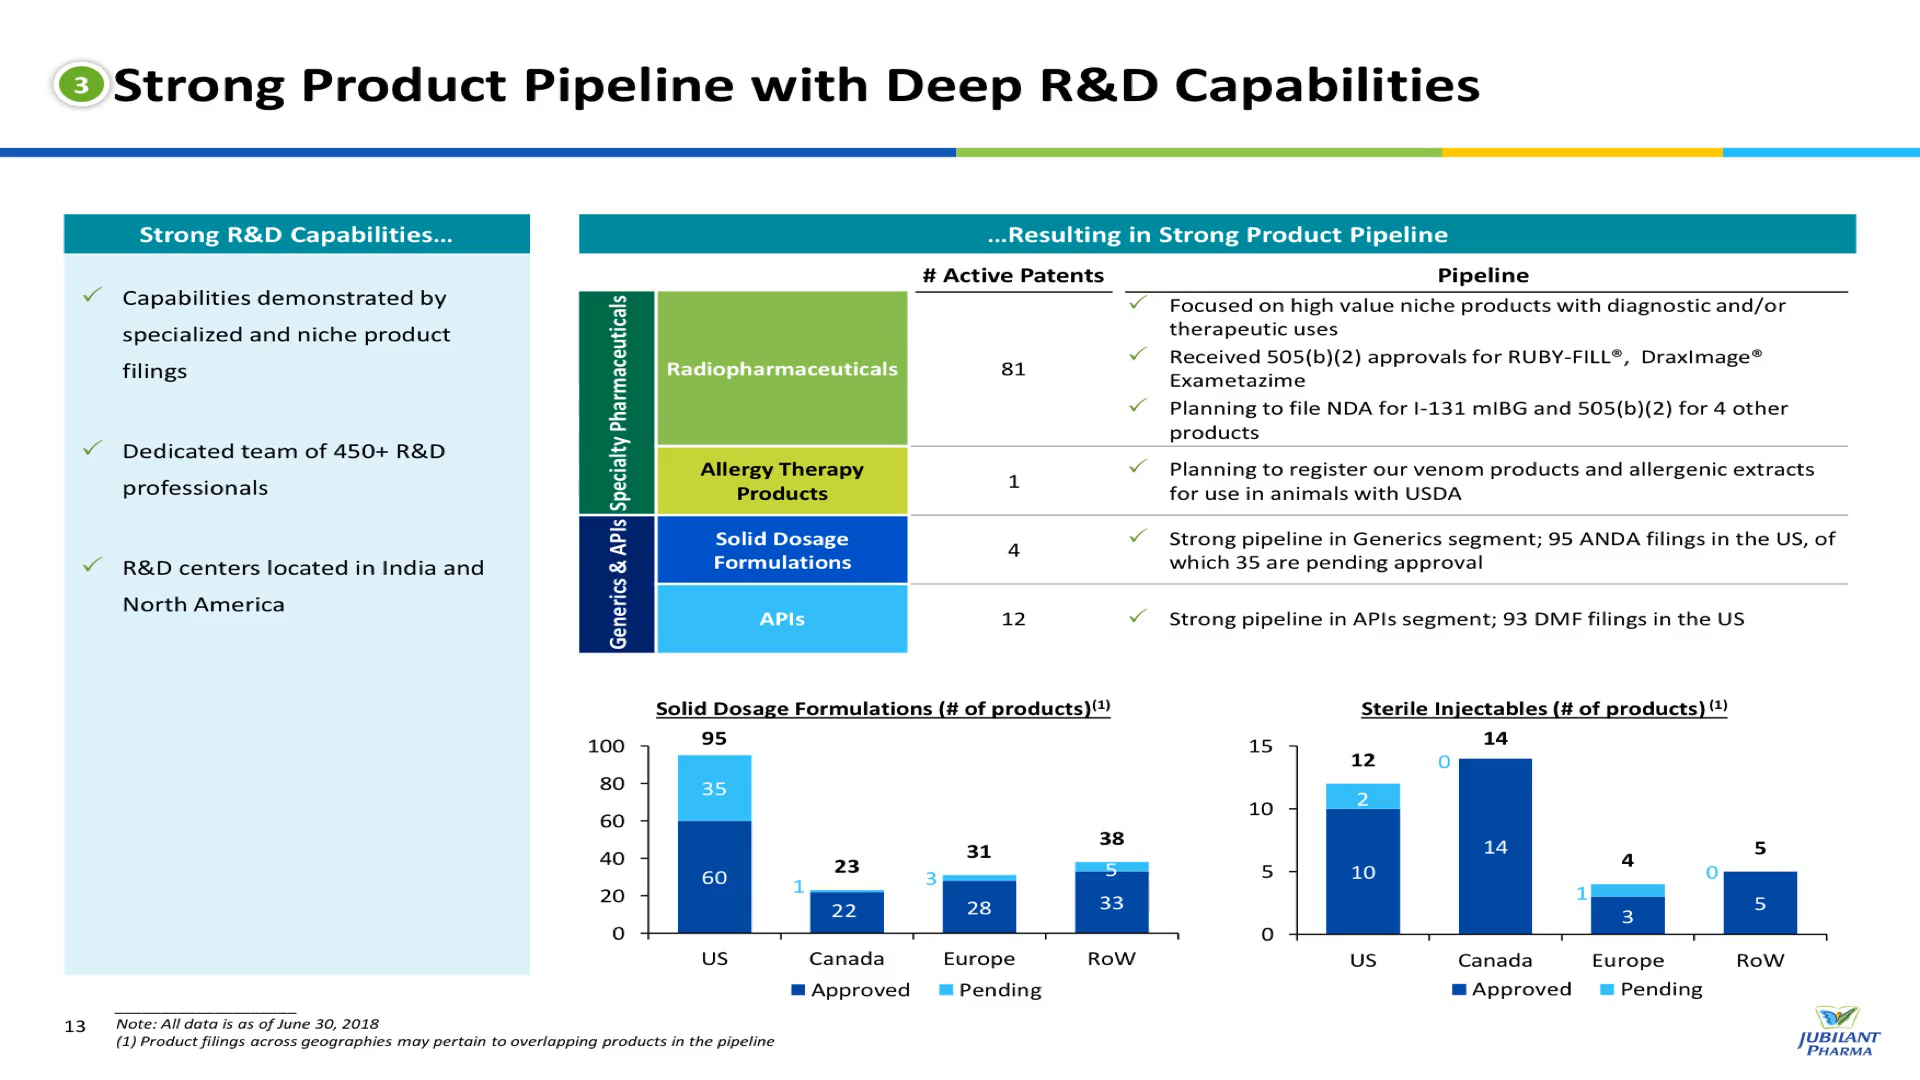 3 Strong Product Pipeline with Deep R&D Capabilities
Strong R&D Capabilities...
✓ Capabilities demonstrated by
specialized and niche product
filings
✓ Dedicated team of 450+ R&D
professionals
✓ R&D centers located in India and
North America
...Resulting in Strong Product Pipeline
# Active Patents
Pipeline
Specialty Pharmaceuticals
Radiopharmaceuticals
81
✓ Focused on high value niche products with diagnostic and/or
therapeutic uses
✓ Received 505(b)(2) approvals for RUBY-FILL®, DraxImage®
Exametazime
✓ Planning to file NDA for I-131 mIBG and 505(b)(2) for 4 other
products
Allergy Therapy
Products
1
✓ Planning to register our venom products and allergenic extracts
for use in animals with USDA
Generics & APIs
Solid Dosage
Formulations
4
✓ Strong pipeline in Generics segment; 95 ANDA filings in the US, of
which 35 are pending approval
APIs
12
✓ Strong pipeline in APIs segment; 93 DMF filings in the US
Solid Dosage Formulations (# of products)(1)
100
80
60
40
20
0
95
35
60
23
1
22
31
3
28
38
5
33
US Canada Europe RoW
Approved Pending
Sterile Injectables (# of products) (1)
15
10
5
0
12
2
10
14
0
14
4
1
3
5
0
5
US Canada Europe RoW
Approved Pending
13
Note: All data is as of June 30, 2018
(1) Product filings across geographies may pertain to overlapping products in the pipeline
JUBILANT
PHARMA